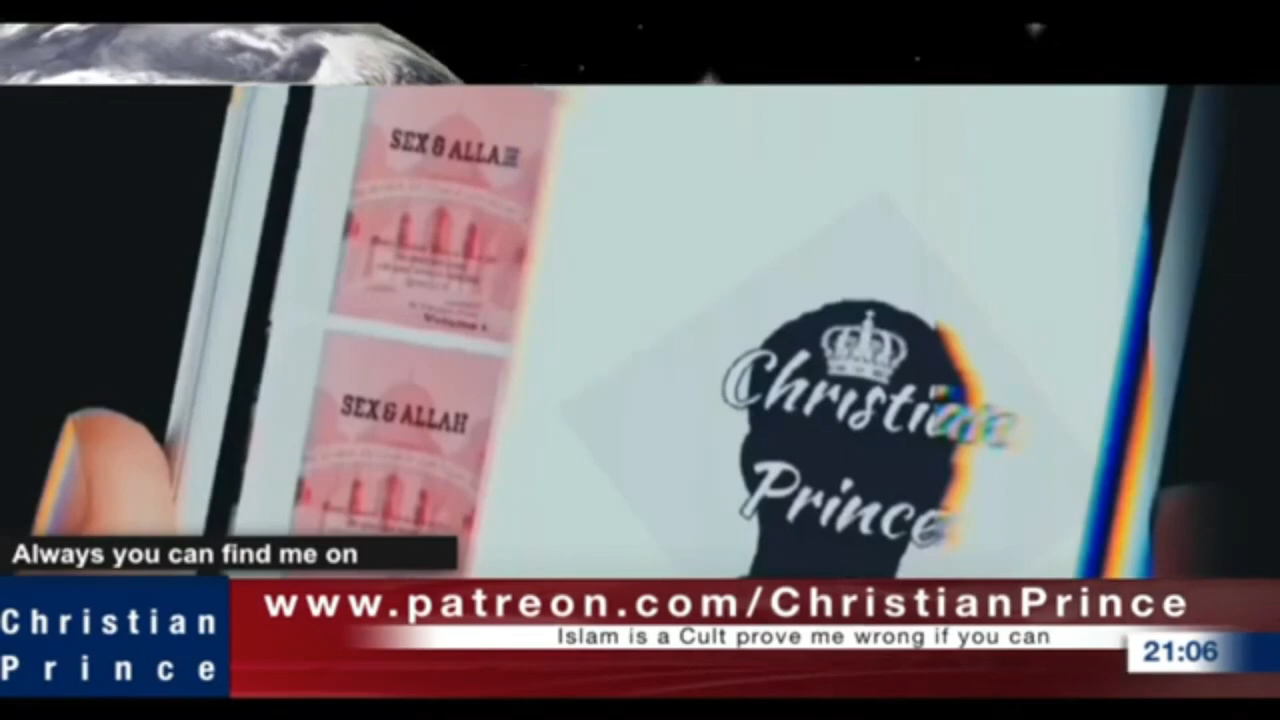 SEX & ALLAH
SEX & ALLAH
Christian
Prince
Always you can find me on
Christian
Prince
www.patreon.com/ChristianPrince
Islam is a Cult prove me wrong if you can
21:06